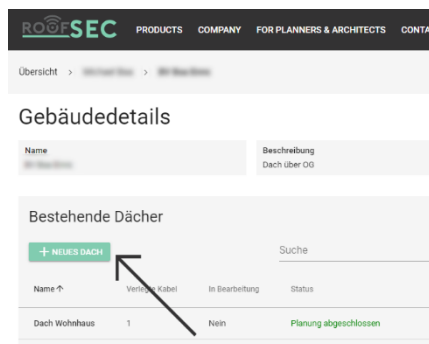 ROOFSEC PRODUCTS COMPANY FOR PLANNERS & ARCHITECTS CONTA
Übersicht > >
Gebäudedetails
Name Beschreibung
Dach über OG
Bestehende Dächer
+ NEUES DACH Suche
Name ↑ Verlegte Kabel In Bearbeitung Status
Dach Wohnhaus 1 Nein Planung abgeschlossen